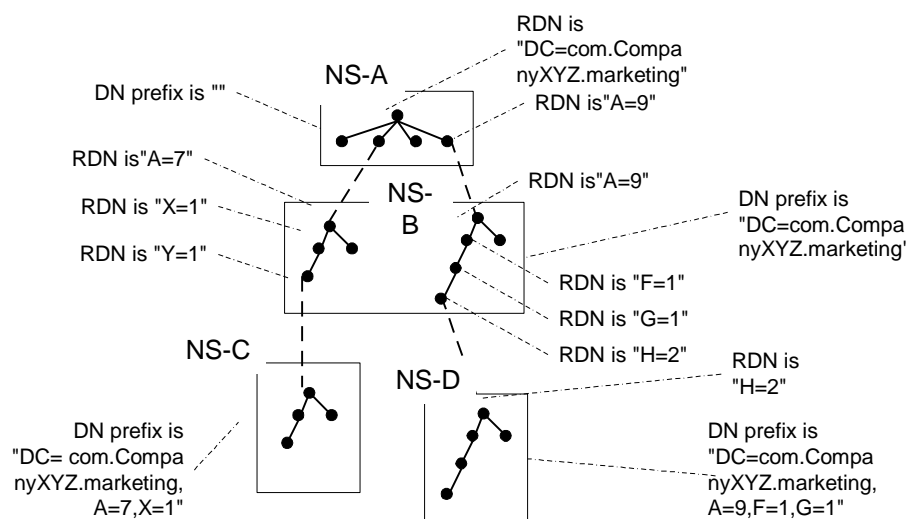 RDN is
"DC=com.Compa
nyXYZ.marketing"
NS-A
DN prefix is ""
RDN is"A=9"
RDN is"A=7"
NS-
B
RDN is"A=9"
RDN is "X=1"
DN prefix is
"DC=com.Compa
nyXYZ.marketing'
RDN is "Y=1"
RDN is "F=1"
RDN is "G=1"
RDN is "H=2"
NS-C
NS-D
RDN is
"H=2"
DN prefix is
"DC= com.Compa
nyXYZ.marketing,
A=7,X=1"
DN prefix is
"DC=com.Compa
nyXYZ.marketing,
A=9,F=1,G=1"